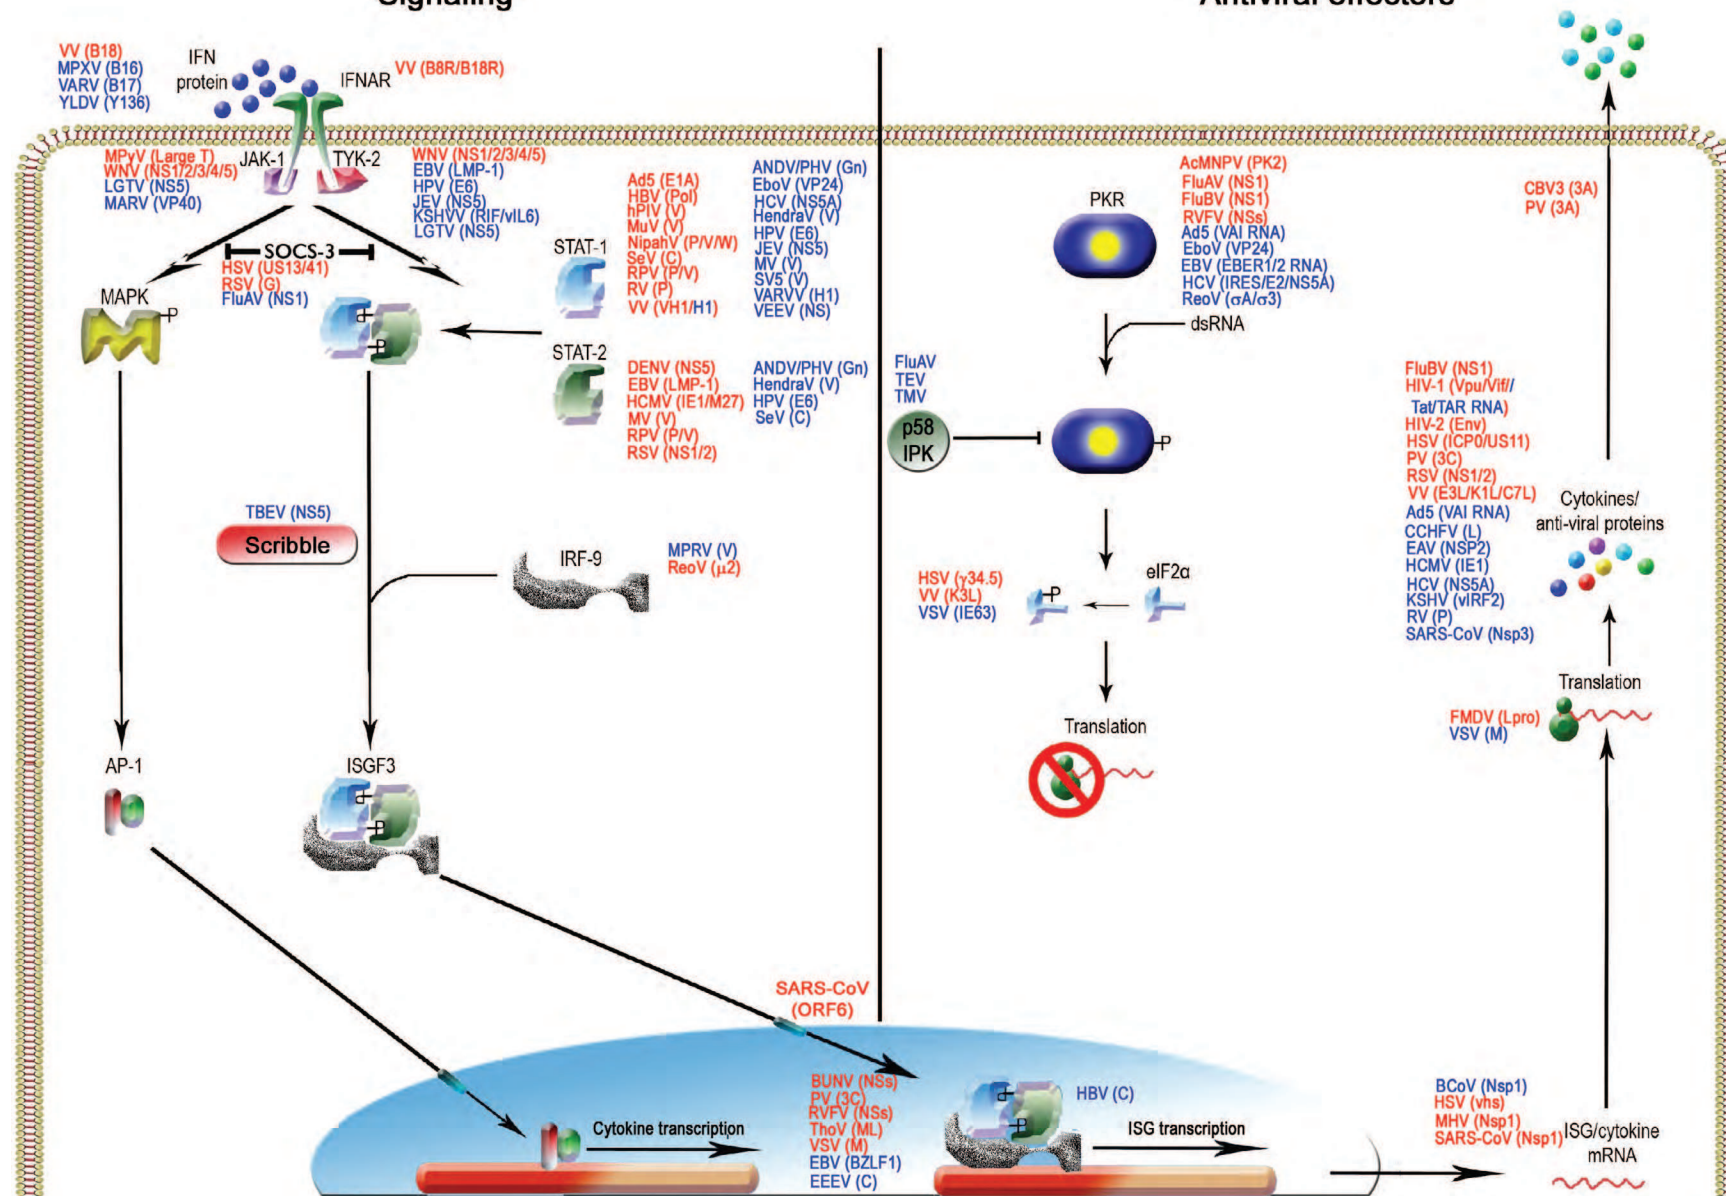 Signaling
Antiviral effectors
VV (B18)
MPXV (B16)
VARV (B17)
YLDV (Y136)
IFN
protein
IFNAR
VV (B8R/B18R)
MPyV (Large T)
WNV (NS1/2/3/4/5)
LGTV (NS5)
MARV (VP40)
JAK-1
TYK-2
WNV (NS1/2/3/4/5)
EBV (LMP-1)
HPV (E6)
JEV (NS5)
KSHVV (RIF/vIL6)
LGTV (NS5)
SOCS-3
HSV (US13/41)
RSV (G)
FluAV (NS1)
MAPK
P
P
P
STAT-1
Ad5 (E1A)
HBV (Pol)
hPIV (V)
MuV (V)
NipahV (P/V/W)
SeV (C)
RPV (P/V)
RV (P)
VV (VH1/H1)
ANDV/PHV (Gn)
EboV (VP24)
HCV (NS5A)
HendraV (V)
HPV (E6)
JEV (NS5)
MV (V)
SV5 (V)
VARVV (H1)
VEEV (NS)
STAT-2
DENV (NS5)
EBV (LMP-1)
HCMV (IE1/M27)
MV (V)
RPV (P/V)
RSV (NS1/2)
ANDV/PHV (Gn)
HendraV (V)
HPV (E6)
SeV (C)
TBEV (NS5)
Scribble
IRF-9
MPRV (V)
ReoV (μ2)
AP-1
ISGF3
P
P
SARS-CoV
(ORF6)
Cytokine transcription
BUNV (NSs)
PV (3C)
RVFV (NSs)
ThoV (ML)
VSV (M)
EBV (BZLF1)
EEEV (C)
P
P
HBV (C)
ISG transcription
PKR
AcMNPV (PK2)
FluAV (NS1)
FluBV (NS1)
RVFV (NSs)
Ad5 (VAI RNA)
EboV (VP24)
EBV (EBER1/2 RNA)
HCV (IRES/E2/NS5A)
ReoV (σA/σ3)
dsRNA
FluAV
TEV
TMV
p58
IPK
P
HSV (γ34.5)
VV (K3L)
VSV (IE63)
P
eIF2α
Translation
CBV3 (3A)
PV (3A)
FluBV (NS1)
HIV-1 (Vpu/Vif//
Tat/TAR RNA)
HIV-2 (Env)
HSV (ICP0/US11)
PV (3C)
RSV (NS1/2)
VV (E3L/K1L/C7L)
Ad5 (VAI RNA)
CCHFV (L)
EAV (NSP2)
HCMV (IE1)
HCV (NS5A)
KSHV (vIRF2)
RV (P)
SARS-CoV (Nsp3)
Cytokines/
anti-viral proteins
Translation
FMDV (Lpro)
VSV (M)
BCoV (Nsp1)
HSV (vhs)
MHV (Nsp1)
SARS-CoV (Nsp1)
ISG/cytokine
mRNA